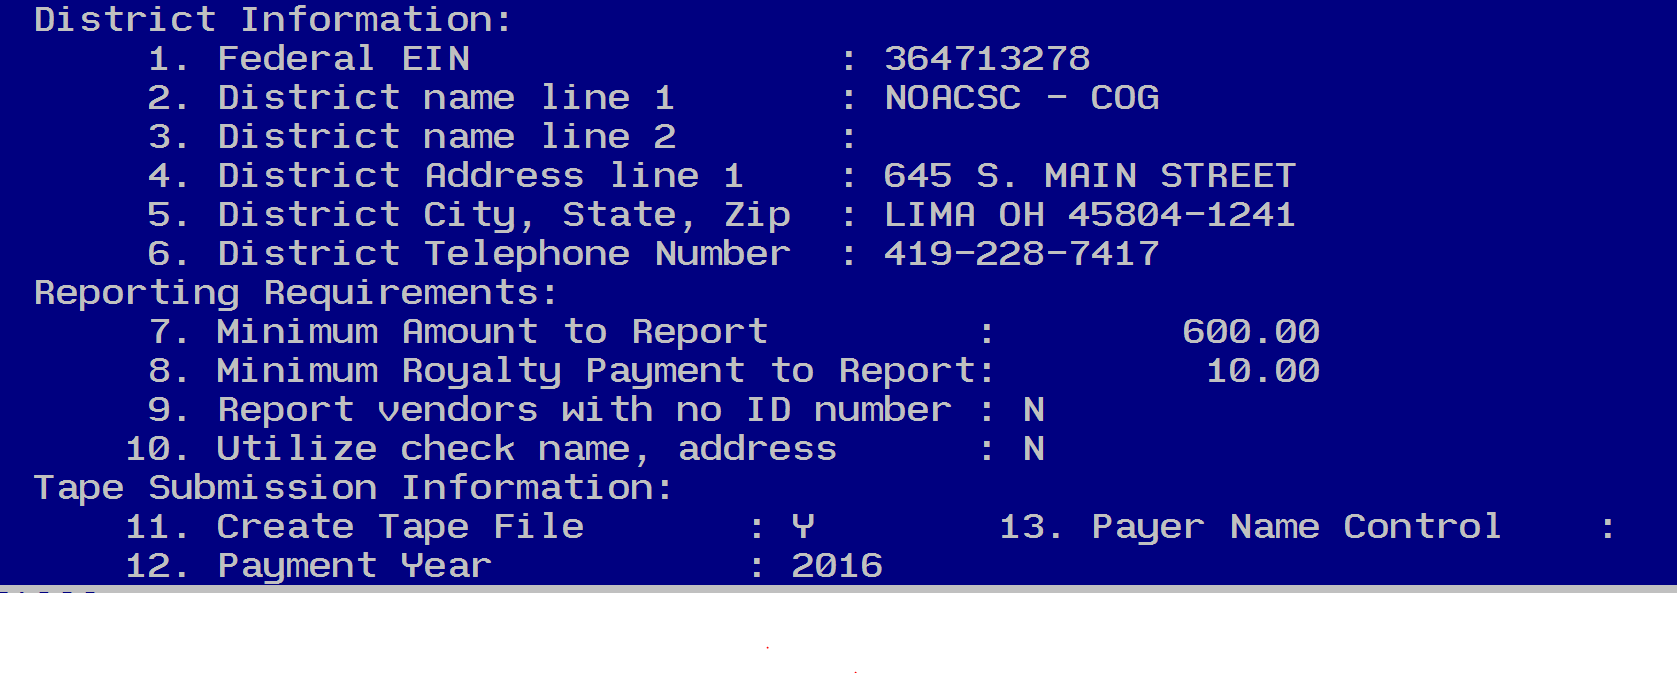 District Information:
1. Federal EIN : 364713278
2. District name line 1 : NOACSC - COG
3. District name line 2 :
4. District Address line 1 : 645 S. MAIN STREET
5. District City, State, Zip : LIMA OH 45804-1241
6. District Telephone Number : 419-228-7417
Reporting Requirements:
7. Minimum Amount to Report : 600.00
8. Minimum Royalty Payment to Report: 10.00
9. Report vendors with no ID number : N
10. Utilize check name, address : N
Tape Submission Information:
11. Create Tape File : Y 13. Payer Name Control :
12. Payment Year : 2016